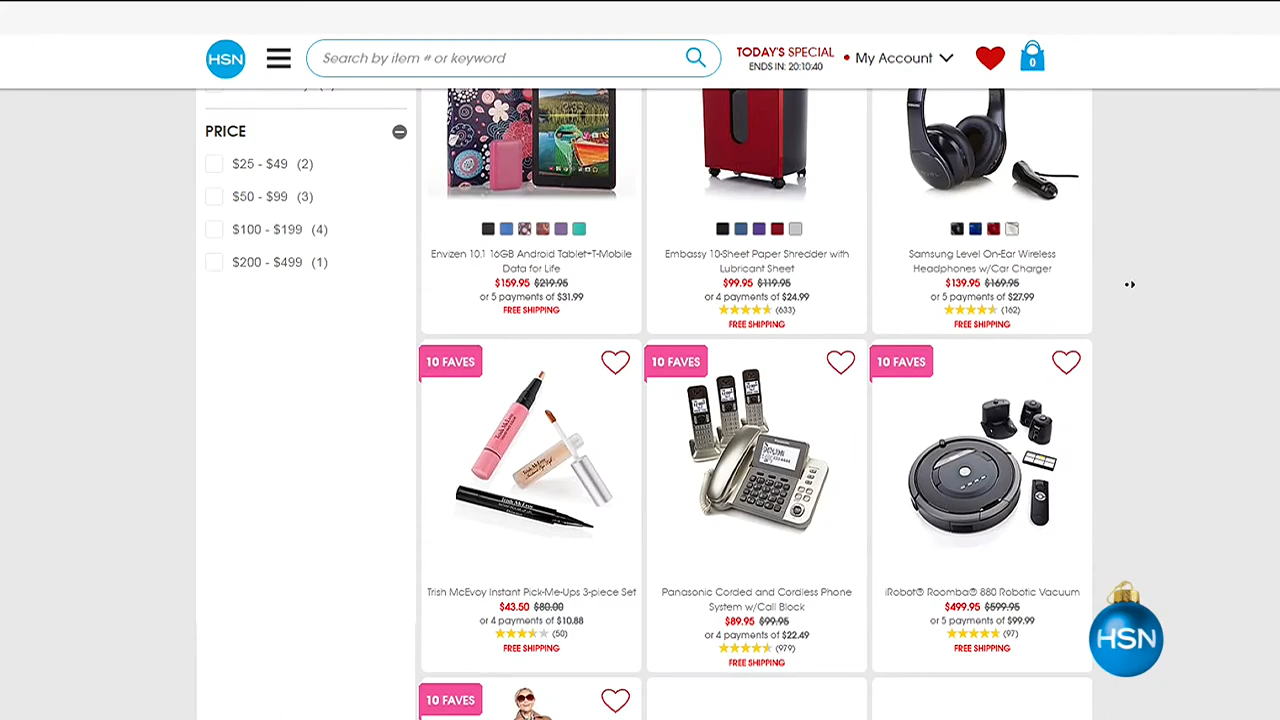 HSN
Search by item # or keyword
TODAY'S SPECIAL
ENDS IN: 20:10:40
My Account
0
PRICE
$25 - $49 (2)
$50 - $99 (3)
$100 - $199 (4)
$200 - $499 (1)
Envizen 10.1 16GB Android Tablet+T-Mobile
Data for Life
$159.95 $219.95
or 5 payments of $31.99
FREE SHIPPING
Embassy 10-Sheet Paper Shredder with
Lubricant Sheet
$99.95 $119.95
or 4 payments of $24.99
(633)
FREE SHIPPING
Samsung Level On-Ear Wireless
Headphones w/Car Charger
$139.95 $169.95
or 5 payments of $27.99
(162)
FREE SHIPPING
10 FAVES
Trish McEvoy Instant Pick-Me-Ups 3-piece Set
$43.50 $80.00
or 4 payments of $10.88
(50)
FREE SHIPPING
10 FAVES
Panasonic Corded and Cordless Phone
System w/Call Block
$89.95 $99.95
or 4 payments of $22.49
(979)
FREE SHIPPING
10 FAVES
iRobot® Roomba® 880 Robotic Vacuum
$499.95 $599.95
or 5 payments of $99.99
(97)
FREE SHIPPING
HSN
10 FAVES